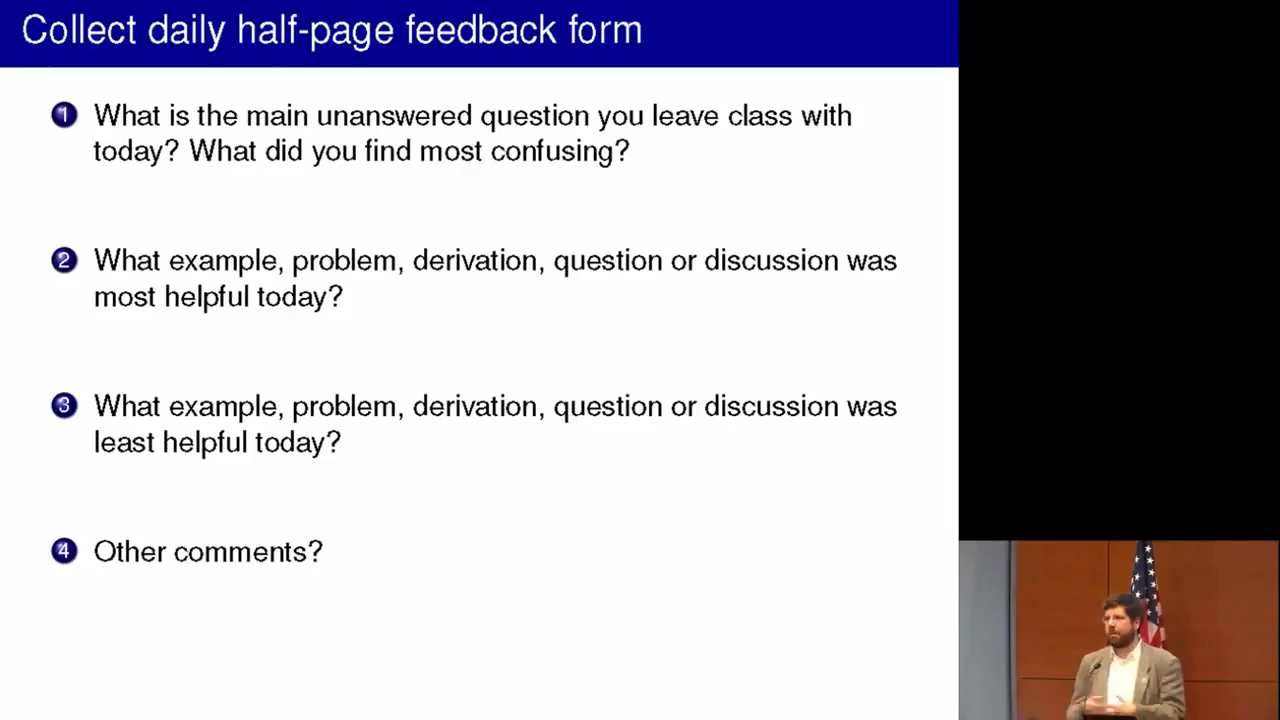 Collect daily half-page feedback form
1 What is the main unanswered question you leave class with
today? What did you find most confusing?
2 What example, problem, derivation, question or discussion was
most helpful today?
3 What example, problem, derivation, question or discussion was
least helpful today?
4 Other comments?